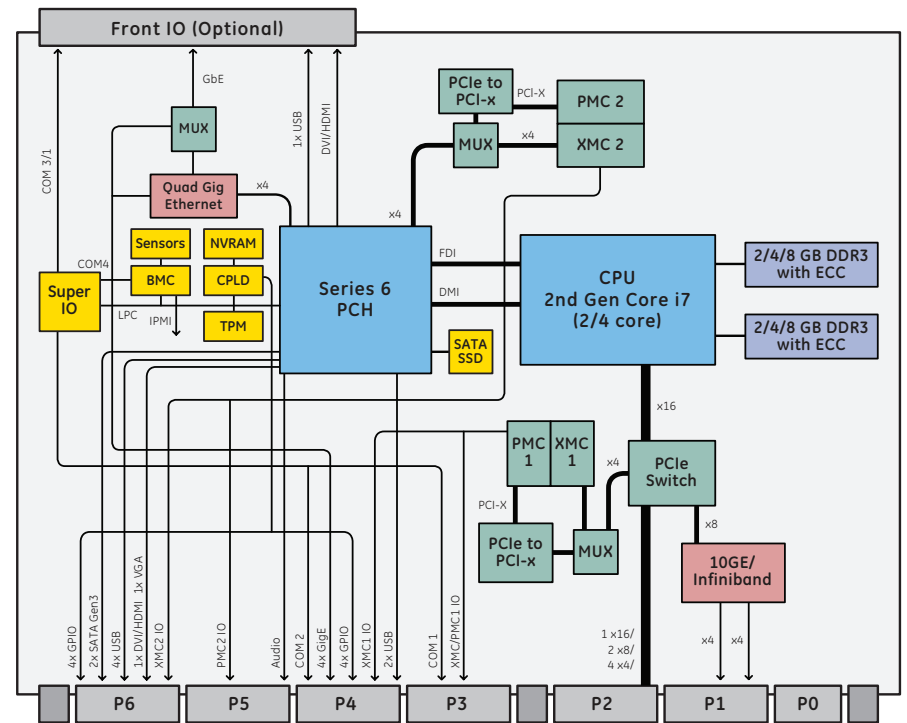 Front IO (Optional)
GbE
COM 3/1
1x USB
DVI/HDMI
MUX
PCIe to
PCI-x
PCI-X
PMC 2
MUX
x4
XMC 2
Quad Gig
Ethernet
x4
x4
Sensors
NVRAM
COM4
BMC
CPLD
Super
IO
LPC
IPMI
TPM
Series 6
PCH
FDI
DMI
CPU
2nd Gen Core i7
(2/4 core)
2/4/8 GB DDR3
with ECC
2/4/8 GB DDR3
with ECC
SATA
SSD
x16
PMC
1
XMC
1
x4
PCIe
Switch
PCI-X
x8
PCIe to
PCI-x
MUX
10GE/
Infiniband
4x GPIO
2x SATA Gen3
4x USB
1x DVI/HDMI 1x VGA
XMC2 IO
PMC2 IO
Audio
COM 2
4x GigE
4x GPIO
XMC1 IO
2x USB
COM 1
XMC/PMC1 IO
1 x16/
2 x8/
4 x4/
x4
x4
P6
P5
P4
P3
P2
P1
P0